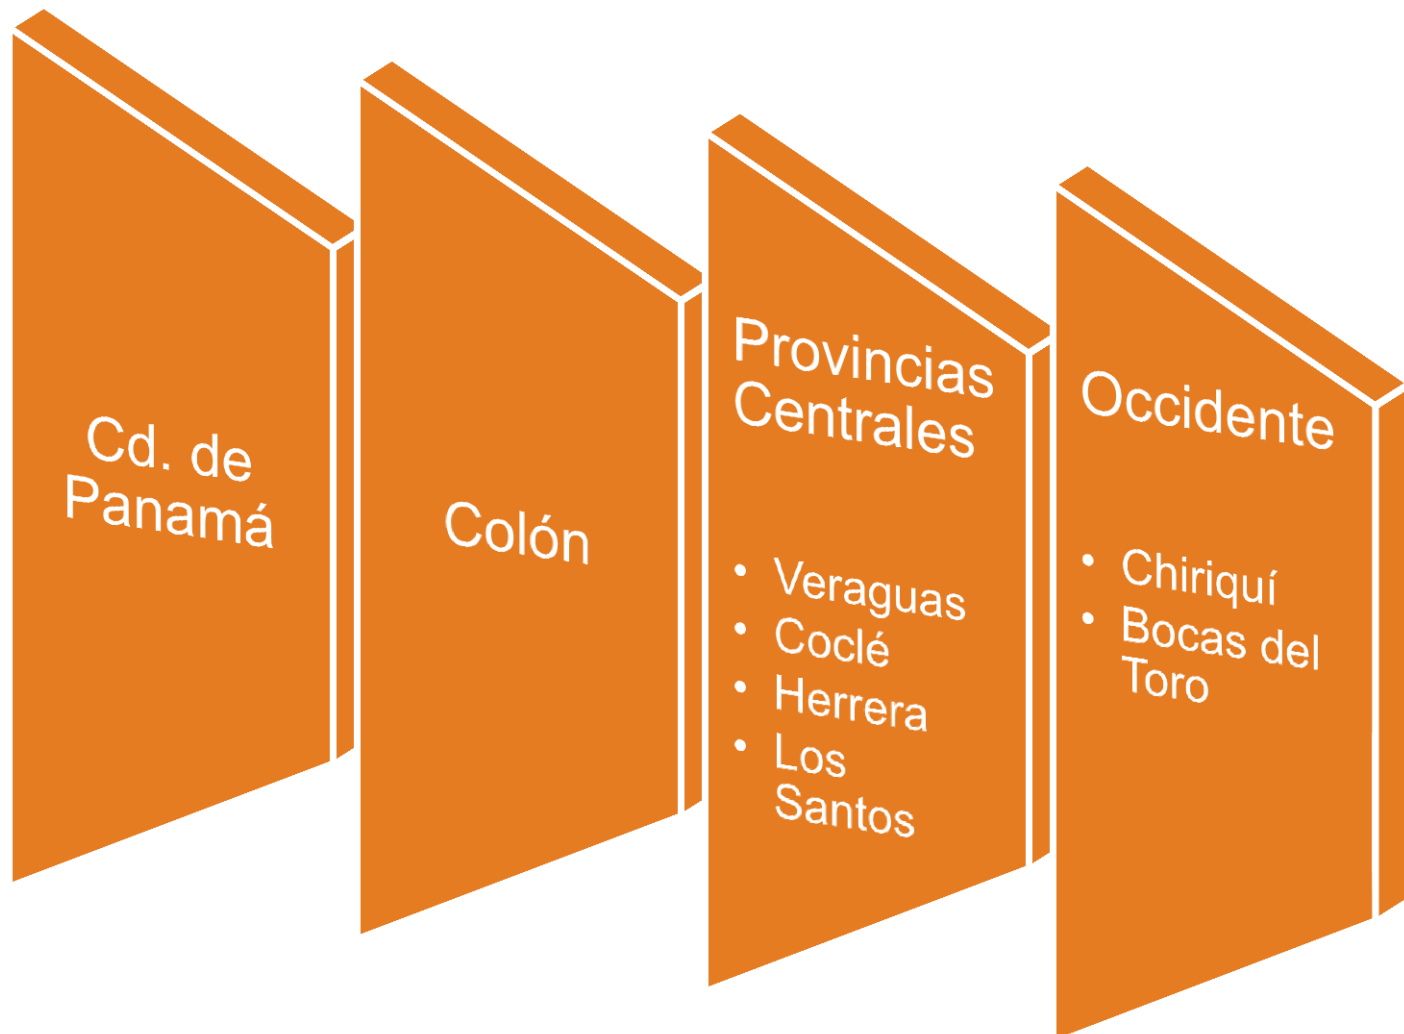 Cd. de
Panamá
Colón
Provincias
Centrales
• Veraguas
• Coclé
• Herrera
• Los
Santos
Occidente
• Chiriquí
• Bocas del
Toro